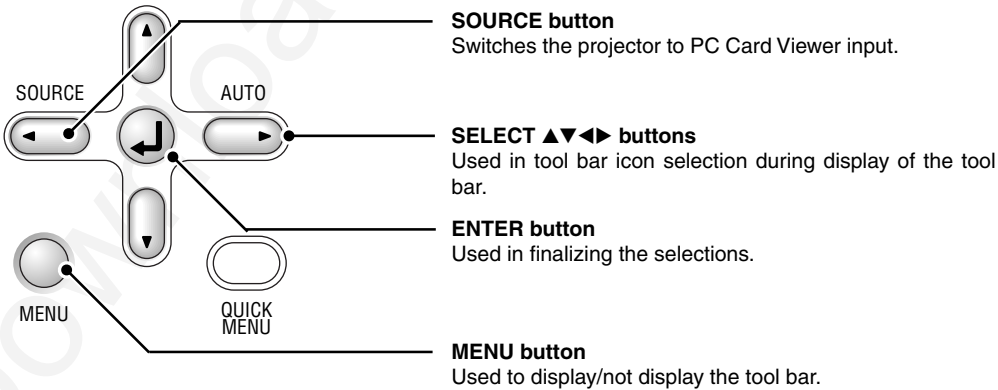 SOURCE button
Switches the projector to PC Card Viewer input.
SOURCE
AUTO
SELECT ▲▼◀▶ buttons
Used in tool bar icon selection during display of the tool
bar.
ENTER button
Used in finalizing the selections.
MENU
QUICK
MENU
MENU button
Used to display/not display the tool bar.